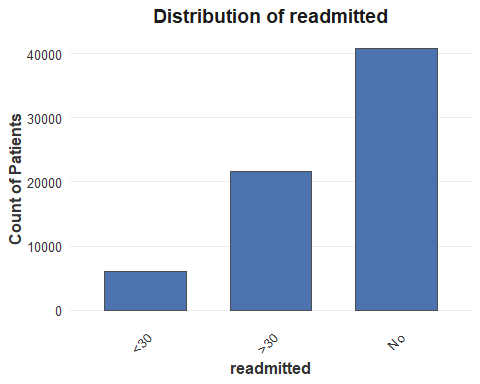 Distribution of readmitted
Count of Patients
40000
30000
20000
10000
0
<30
>30
No
readmitted